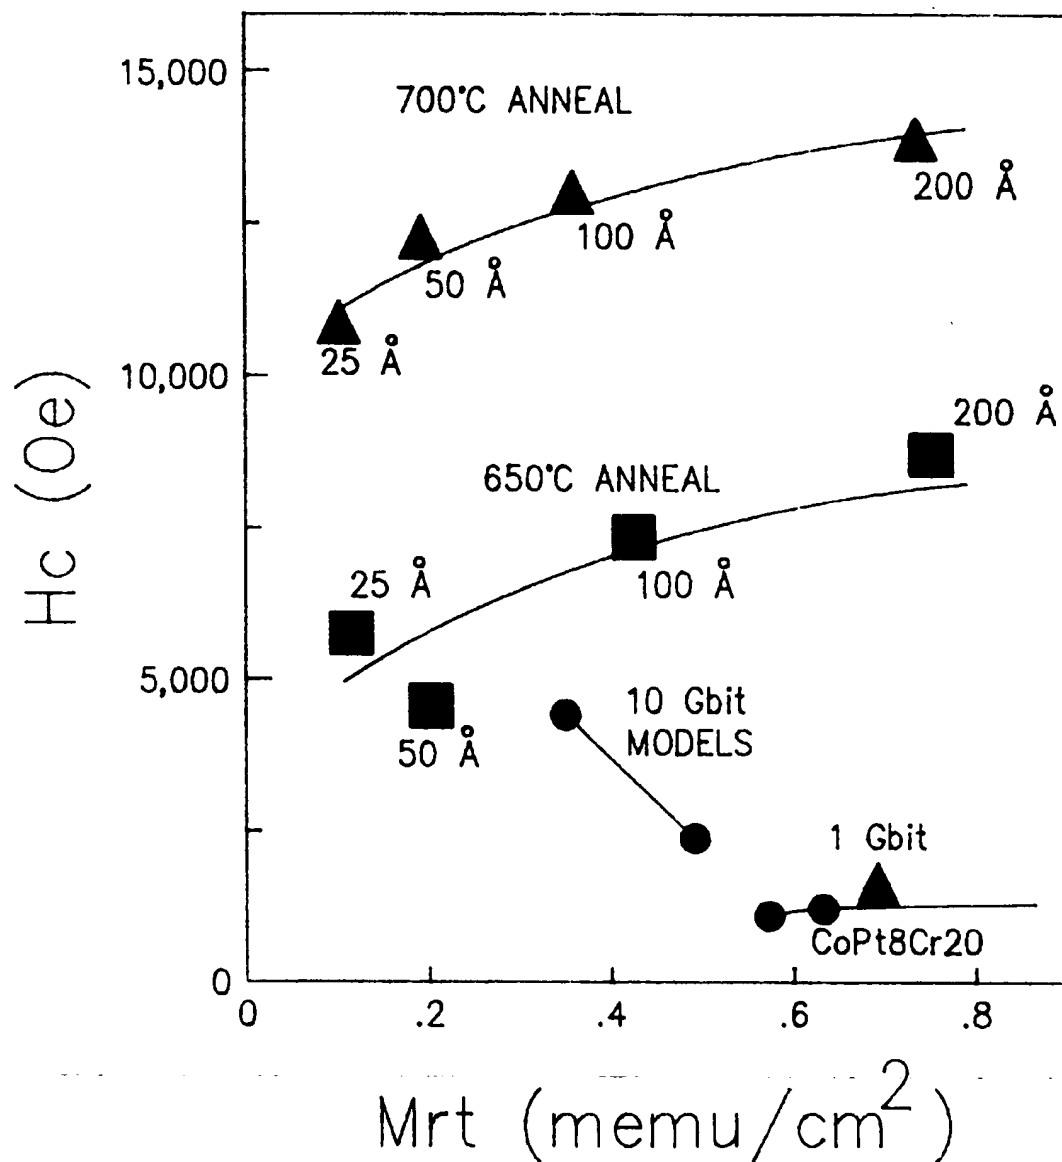 15,000
700°C ANNEAL
200 Å
100 Å
50 Å
25 Å
10,000
200 Å
650°C ANNEAL
25 Å
100 Å
5,000
10 Gbit
MODELS
50 Å
1 Gbit
CoPt8Cr20
0
0 .2 .4 .6 .8
Hc (Oe)
Mrt (memu/cm²)